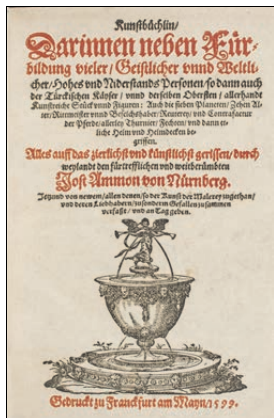 Kunstbüchlin/
Darinnen neben Für-
bildung vieler/ Geistlicher vnnd Weltli-
cher/ Hohes vnd Niderstands Personen/ so dann auch
der Türckischen Käyser/ vnnd derselben Obersten/ allerhandt
Kunstreiche Stück vnnd Figuren: Auch die sieben Planeten/ Zehen Al-
ter/ Rittmeister vnnd Befelchshaber/ Reuterey/ vnd Contrafactur
der Pferde/ allerley Thurnier/ Fechten/ vnd dann et-
liche Helm vnd Helmdecken be-
griffen.
Alles auff das zierlichst vnd künstlichst gerissen/ durch
weylandt den fürtrefflichen vnd weitberümbten
Jost Ammon von Nürnberg.
Jetzund von newem/ allen denen/ so der Kunst der Malerey zugethan/
vnd deren Liebhabern/ zu sonderm Gefallen zusammen
verfaßt/ vnd an Tag geben.
Gedruckt zu Franckfurt am Mayn/ 1599.